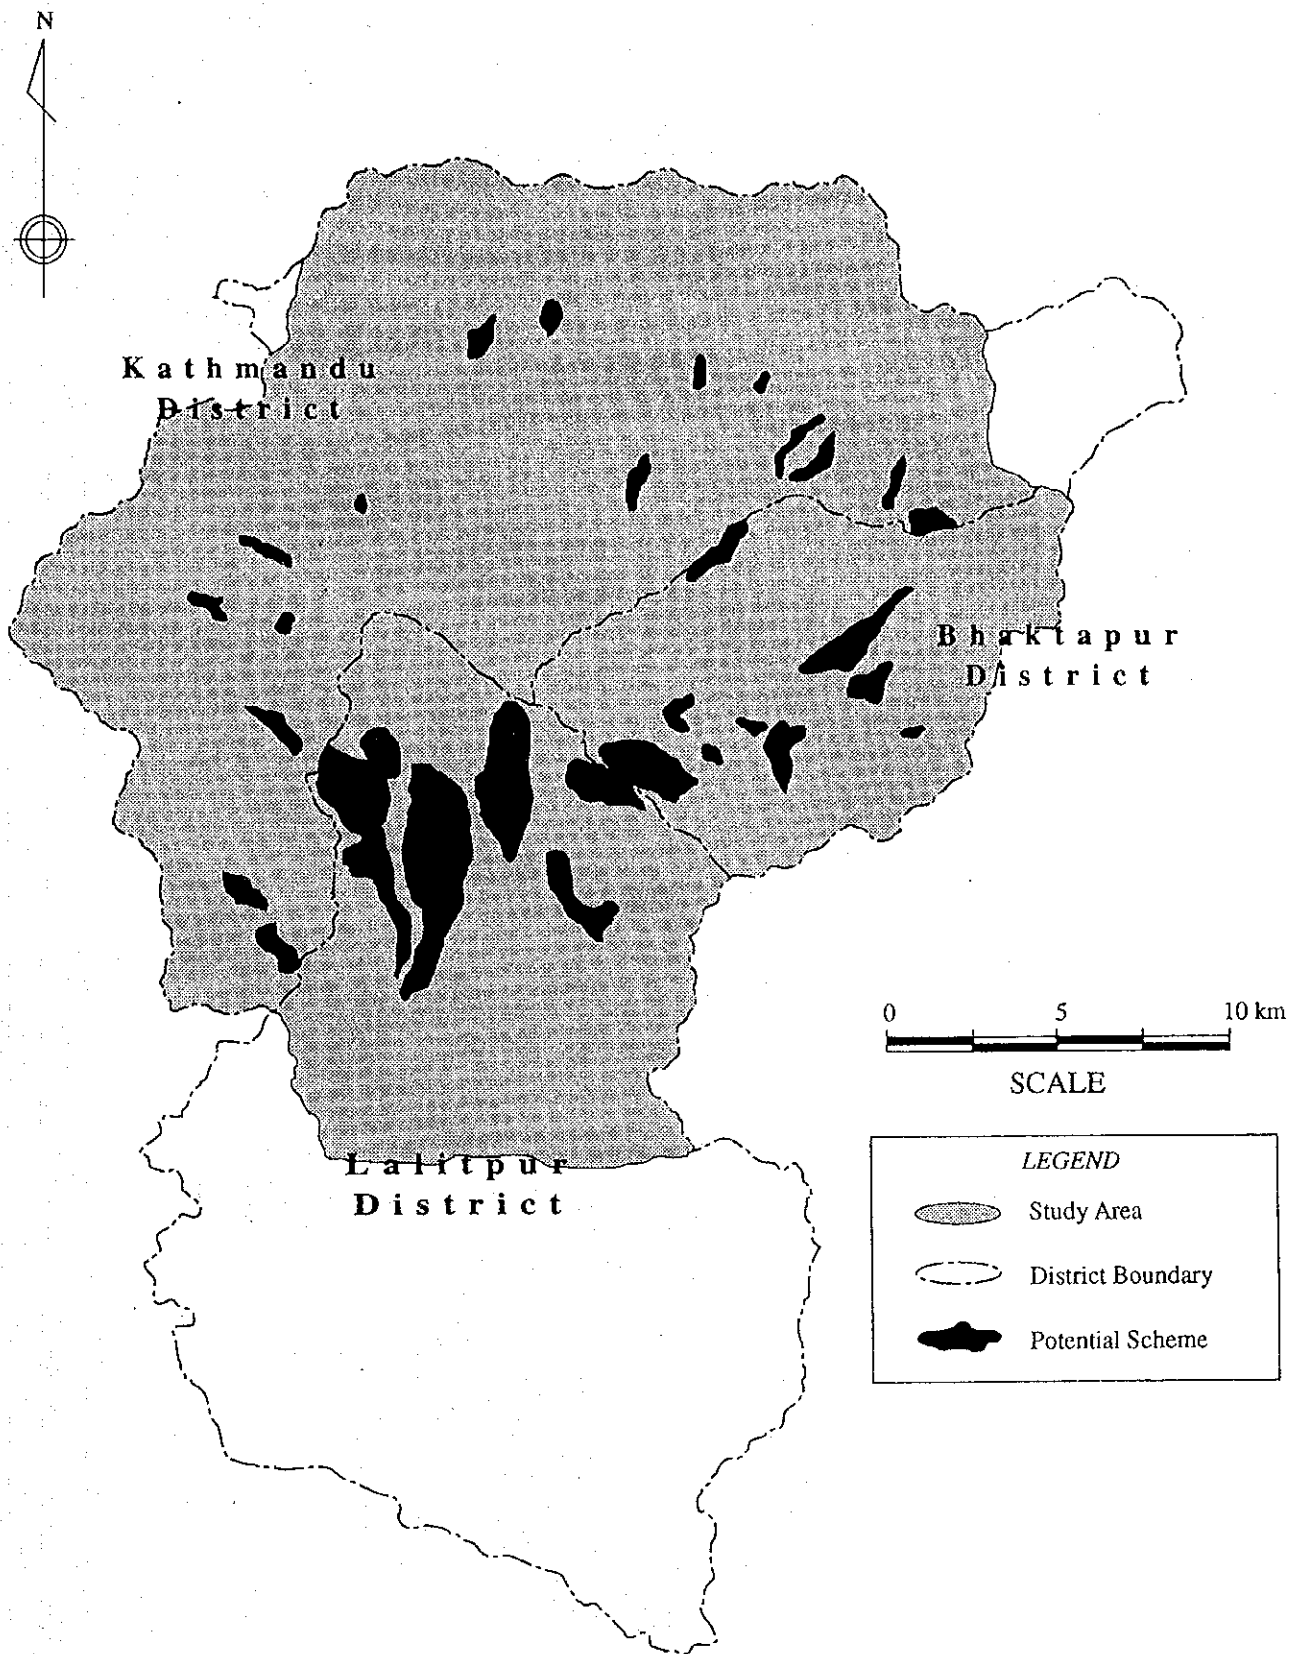 N
Kathmandu
District
Bhaktapur
District
0 5 10 km
SCALE
LEGEND
Study Area
District Boundary
Potential Scheme
Lalitpur
District